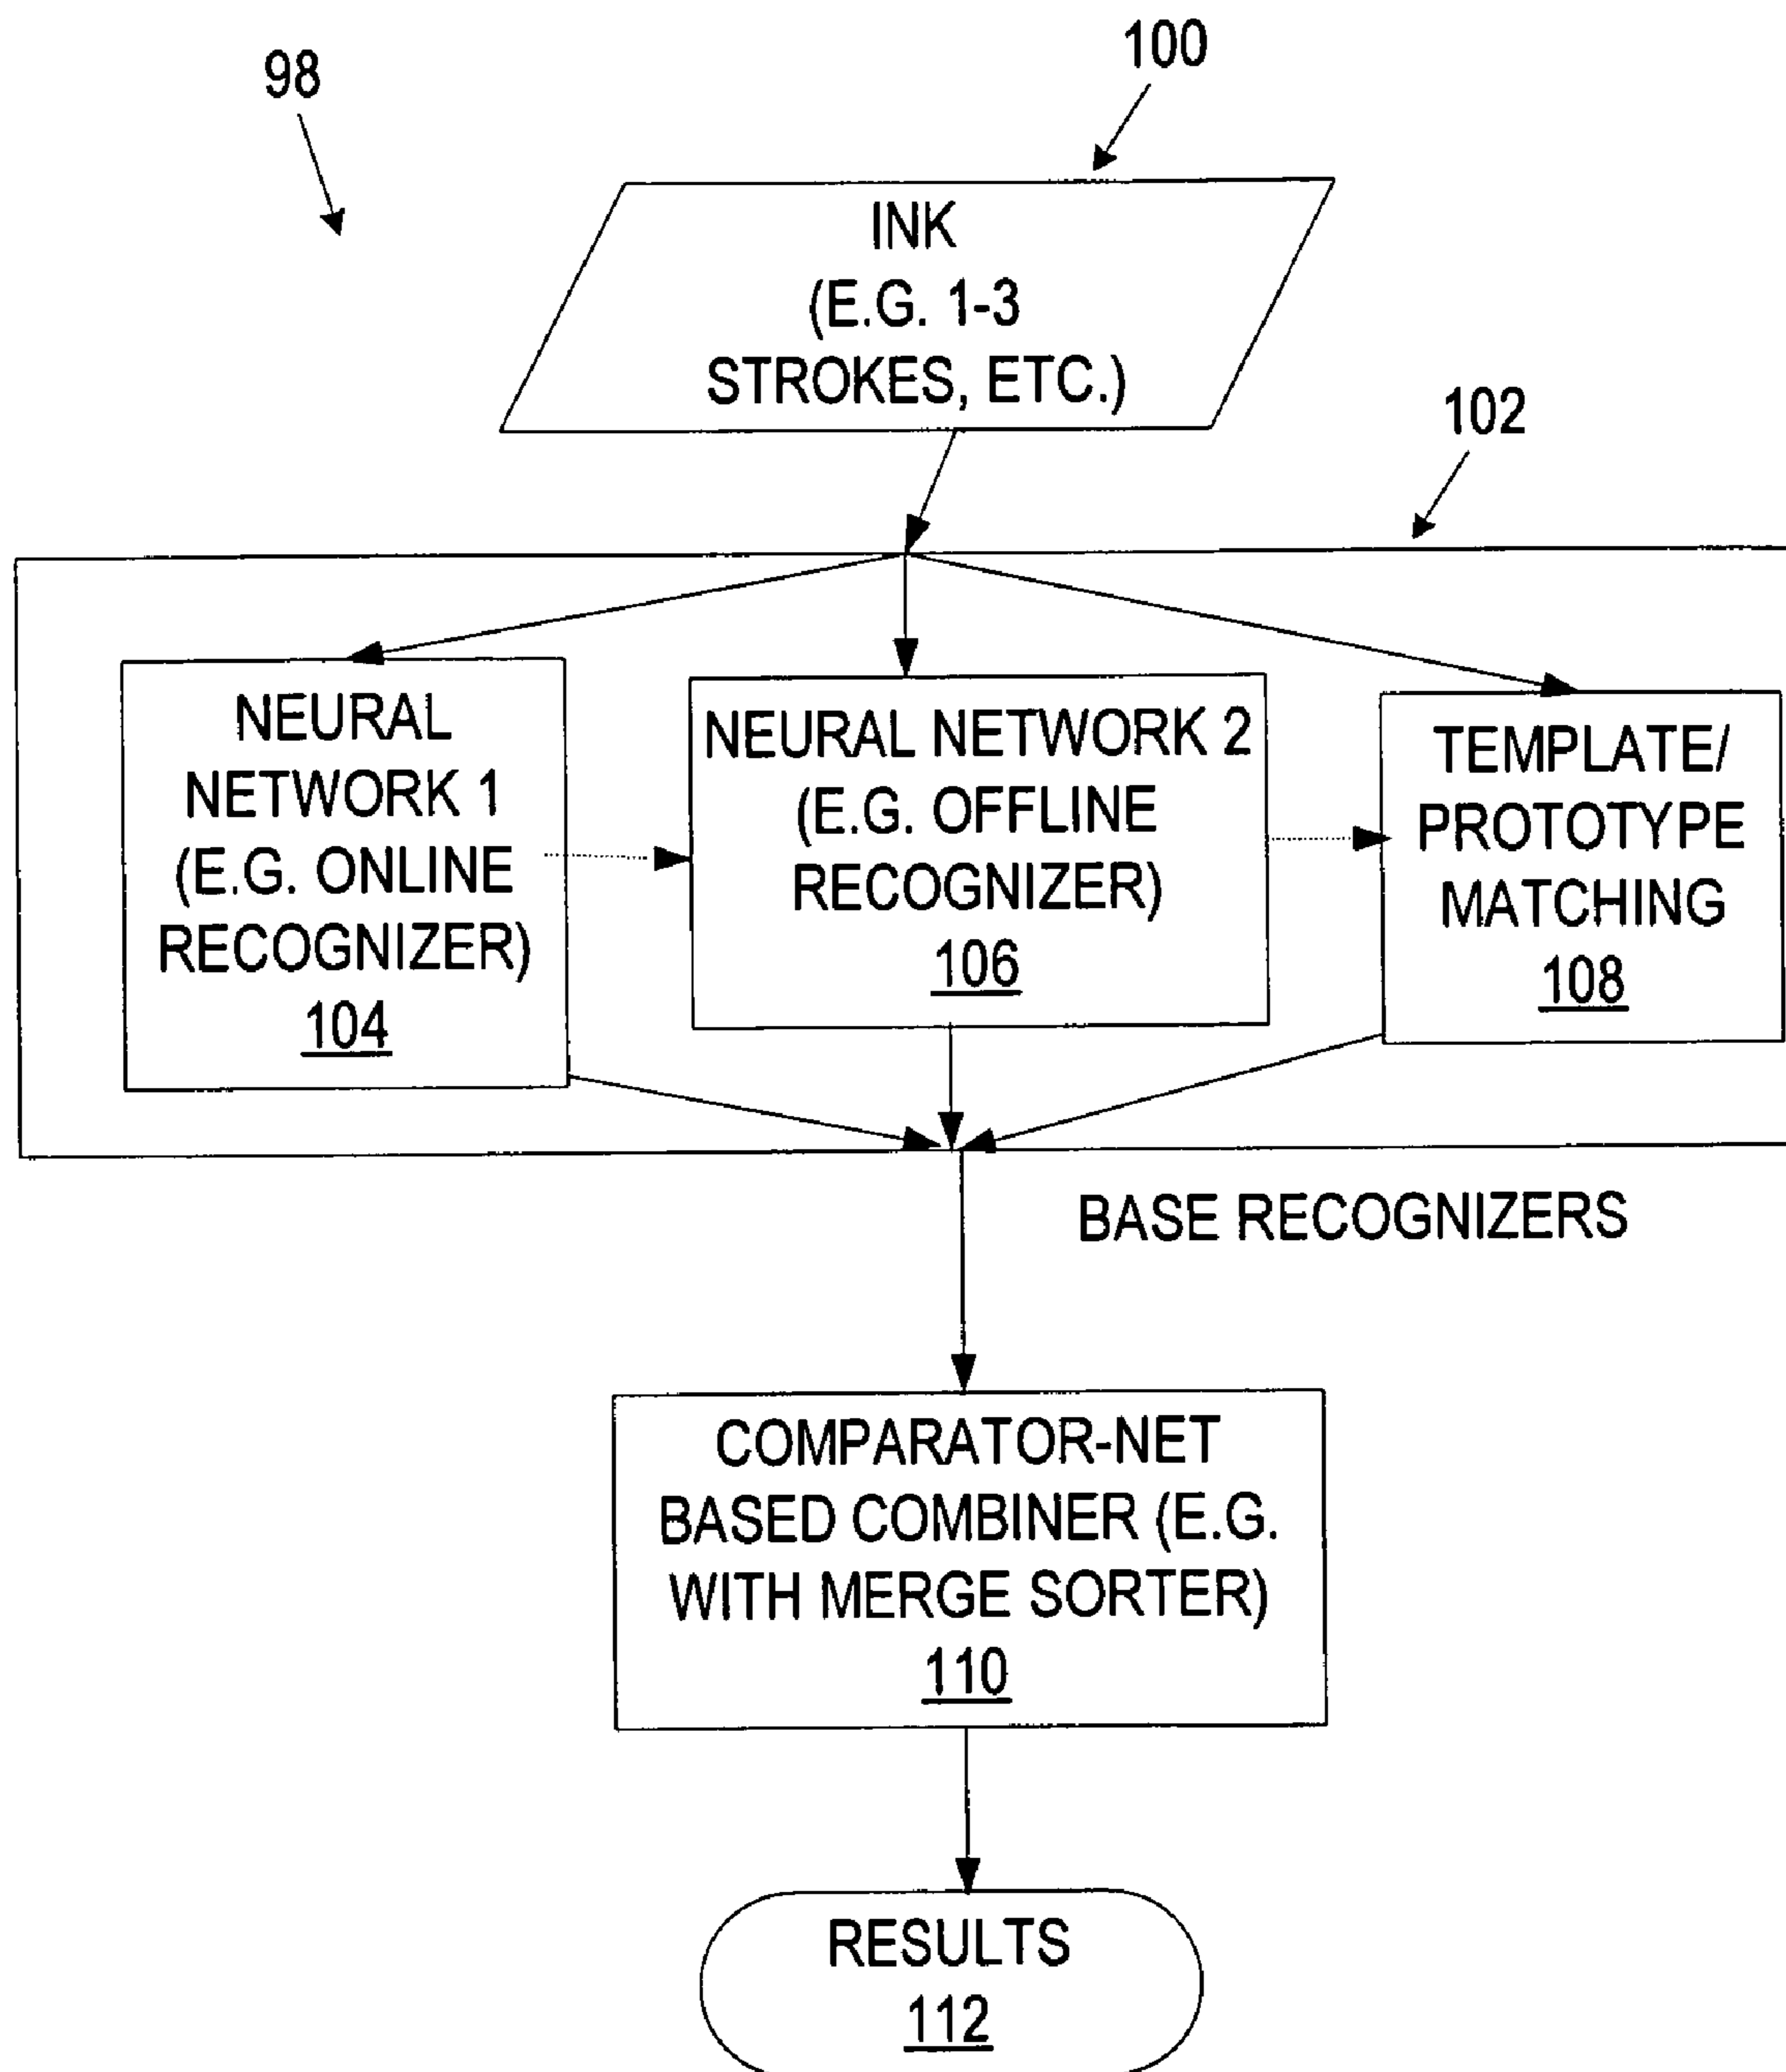 100
98
INK
(E.G. 1-3
STROKES, ETC.)
102
NEURAL
NETWORK 1
(E.G. ONLINE
RECOGNIZER)
104
NEURAL NETWORK 2
(E.G. OFFLINE
RECOGNIZER)
106
TEMPLATE/
PROTOTYPE
MATCHING
108
BASE RECOGNIZERS
COMPARATOR-NET
BASED COMBINER (E.G.
WITH MERGE SORTER)
110
RESULTS
112